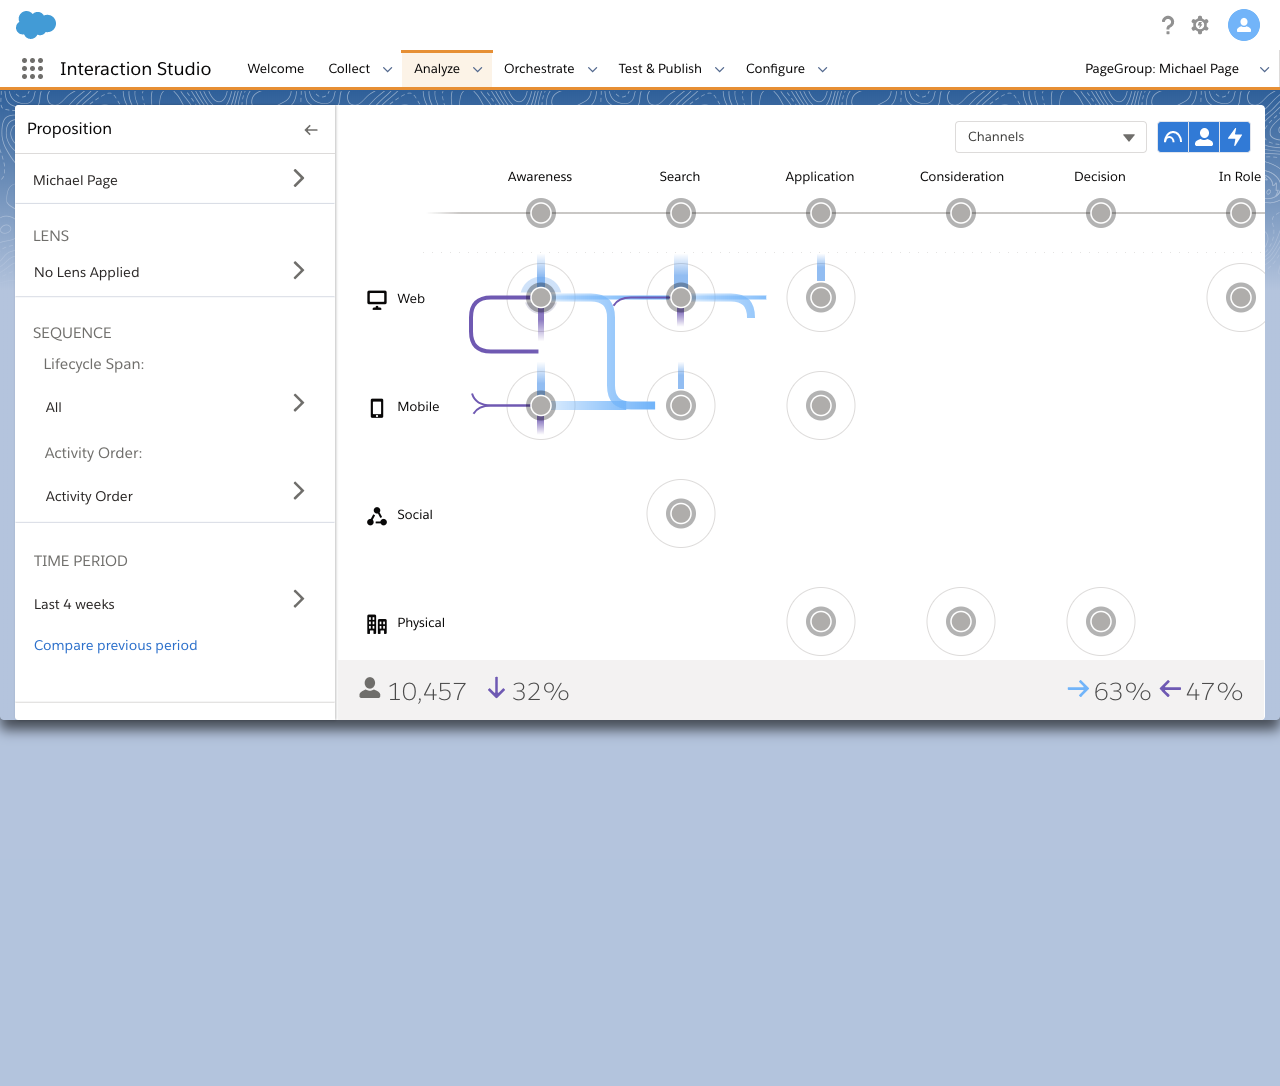 ?
Interaction Studio
Welcome
Collect
Analyze
Orchestrate
Test & Publish
Configure
PageGroup: Michael Page
Proposition
Michael Page
LENS
No Lens Applied
SEQUENCE
Lifecycle Span:
All
Activity Order:
Activity Order
TIME PERIOD
Last 4 weeks
Compare previous period
Channels
Awareness
Search
Application
Consideration
Decision
In Role
Web
Mobile
Social
Physical
10,457
32%
63%
47%